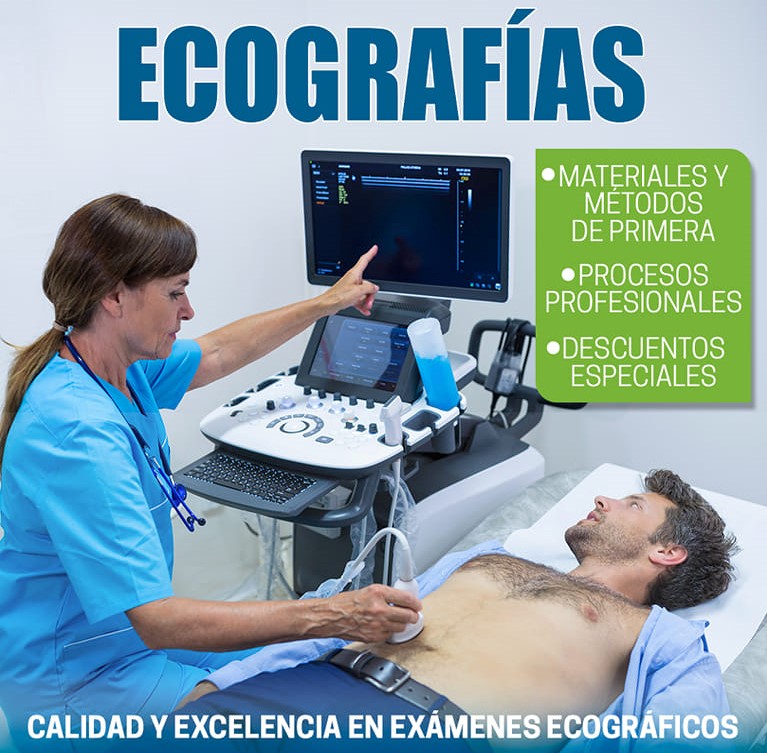 ECOGRAFÍAS
•MATERIALES Y
MÉTODOS
DE PRIMERA
•PROCESOS
PROFESIONALES
•DESCUENTOS
ESPECIALES
CALIDAD Y EXCELENCIA EN EXÁMENES ECOGRÁFICOS